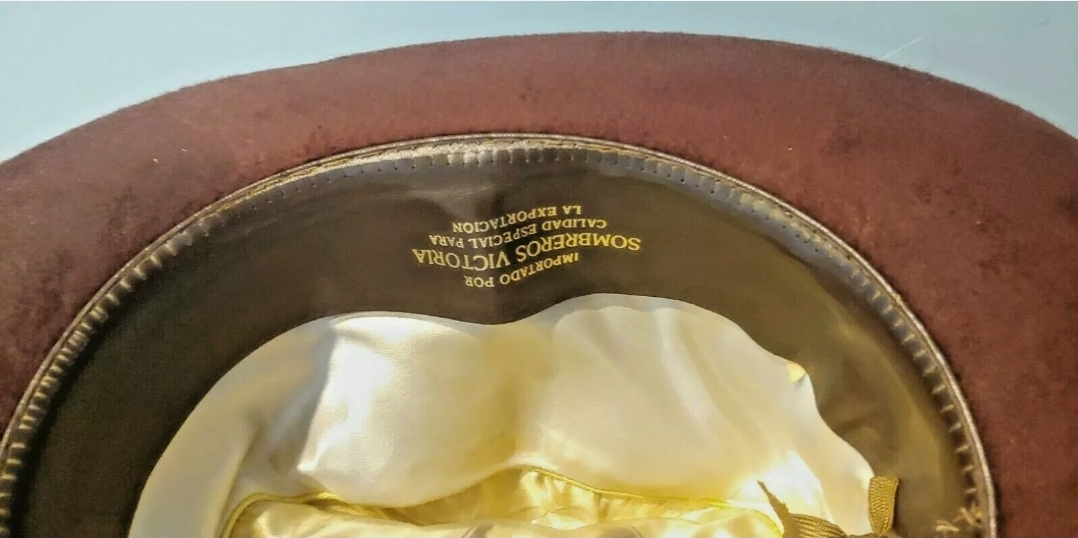 IMPORTADO POR
SOMBREROS VICTORIA
CALIDAD ESPECIAL PARA
LA EXPORTACION